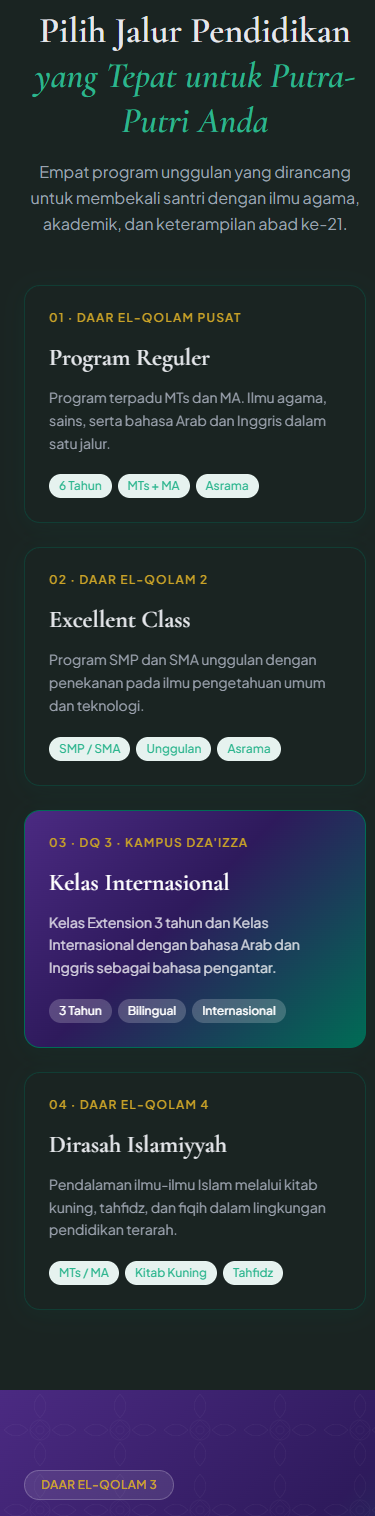 Pilih Jalur Pendidikan
yang Tepat untuk Putra-
Putri Anda
Empat program unggulan yang dirancang
untuk membekali santri dengan ilmu agama,
akademik, dan keterampilan abad ke-21.
01 · DAAR EL-QOLAM PUSAT
Program Reguler
Program terpadu MTs dan MA. Ilmu agama,
sains, serta bahasa Arab dan Inggris dalam
satu jalur.
6 Tahun MTs + MA Asrama
02 · DAAR EL-QOLAM 2
Excellent Class
Program SMP dan SMA unggulan dengan
penekanan pada ilmu pengetahuan umum
dan teknologi.
SMP / SMA Unggulan Asrama
03 · DQ 3 · KAMPUS DZA'IZZA
Kelas Internasional
Kelas Extension 3 tahun dan Kelas
Internasional dengan bahasa Arab dan
Inggris sebagai bahasa pengantar.
3 Tahun Bilingual Internasional
04 · DAAR EL-QOLAM 4
Dirasah Islamiyyah
Pendalaman ilmu-ilmu Islam melalui kitab
kuning, tahfidz, dan fiqih dalam lingkungan
pendidikan terarah.
MTs / MA Kitab Kuning Tahfidz
DAAR EL-QOLAM 3